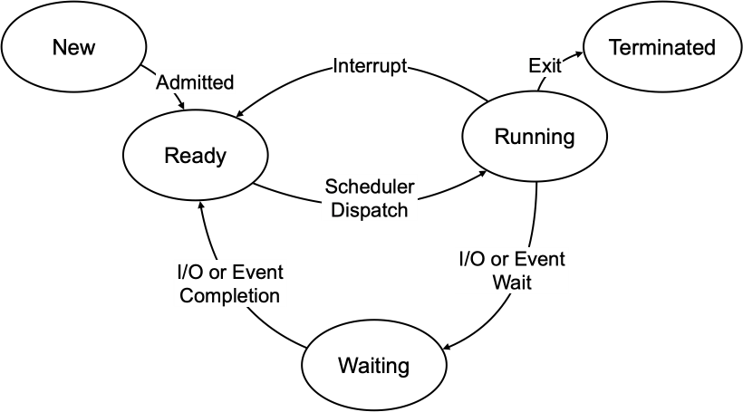 New
Terminated
Admitted
Interrupt
Exit
Ready
Running
Scheduler
Dispatch
I/O or Event
Completion
I/O or Event
Wait
Waiting